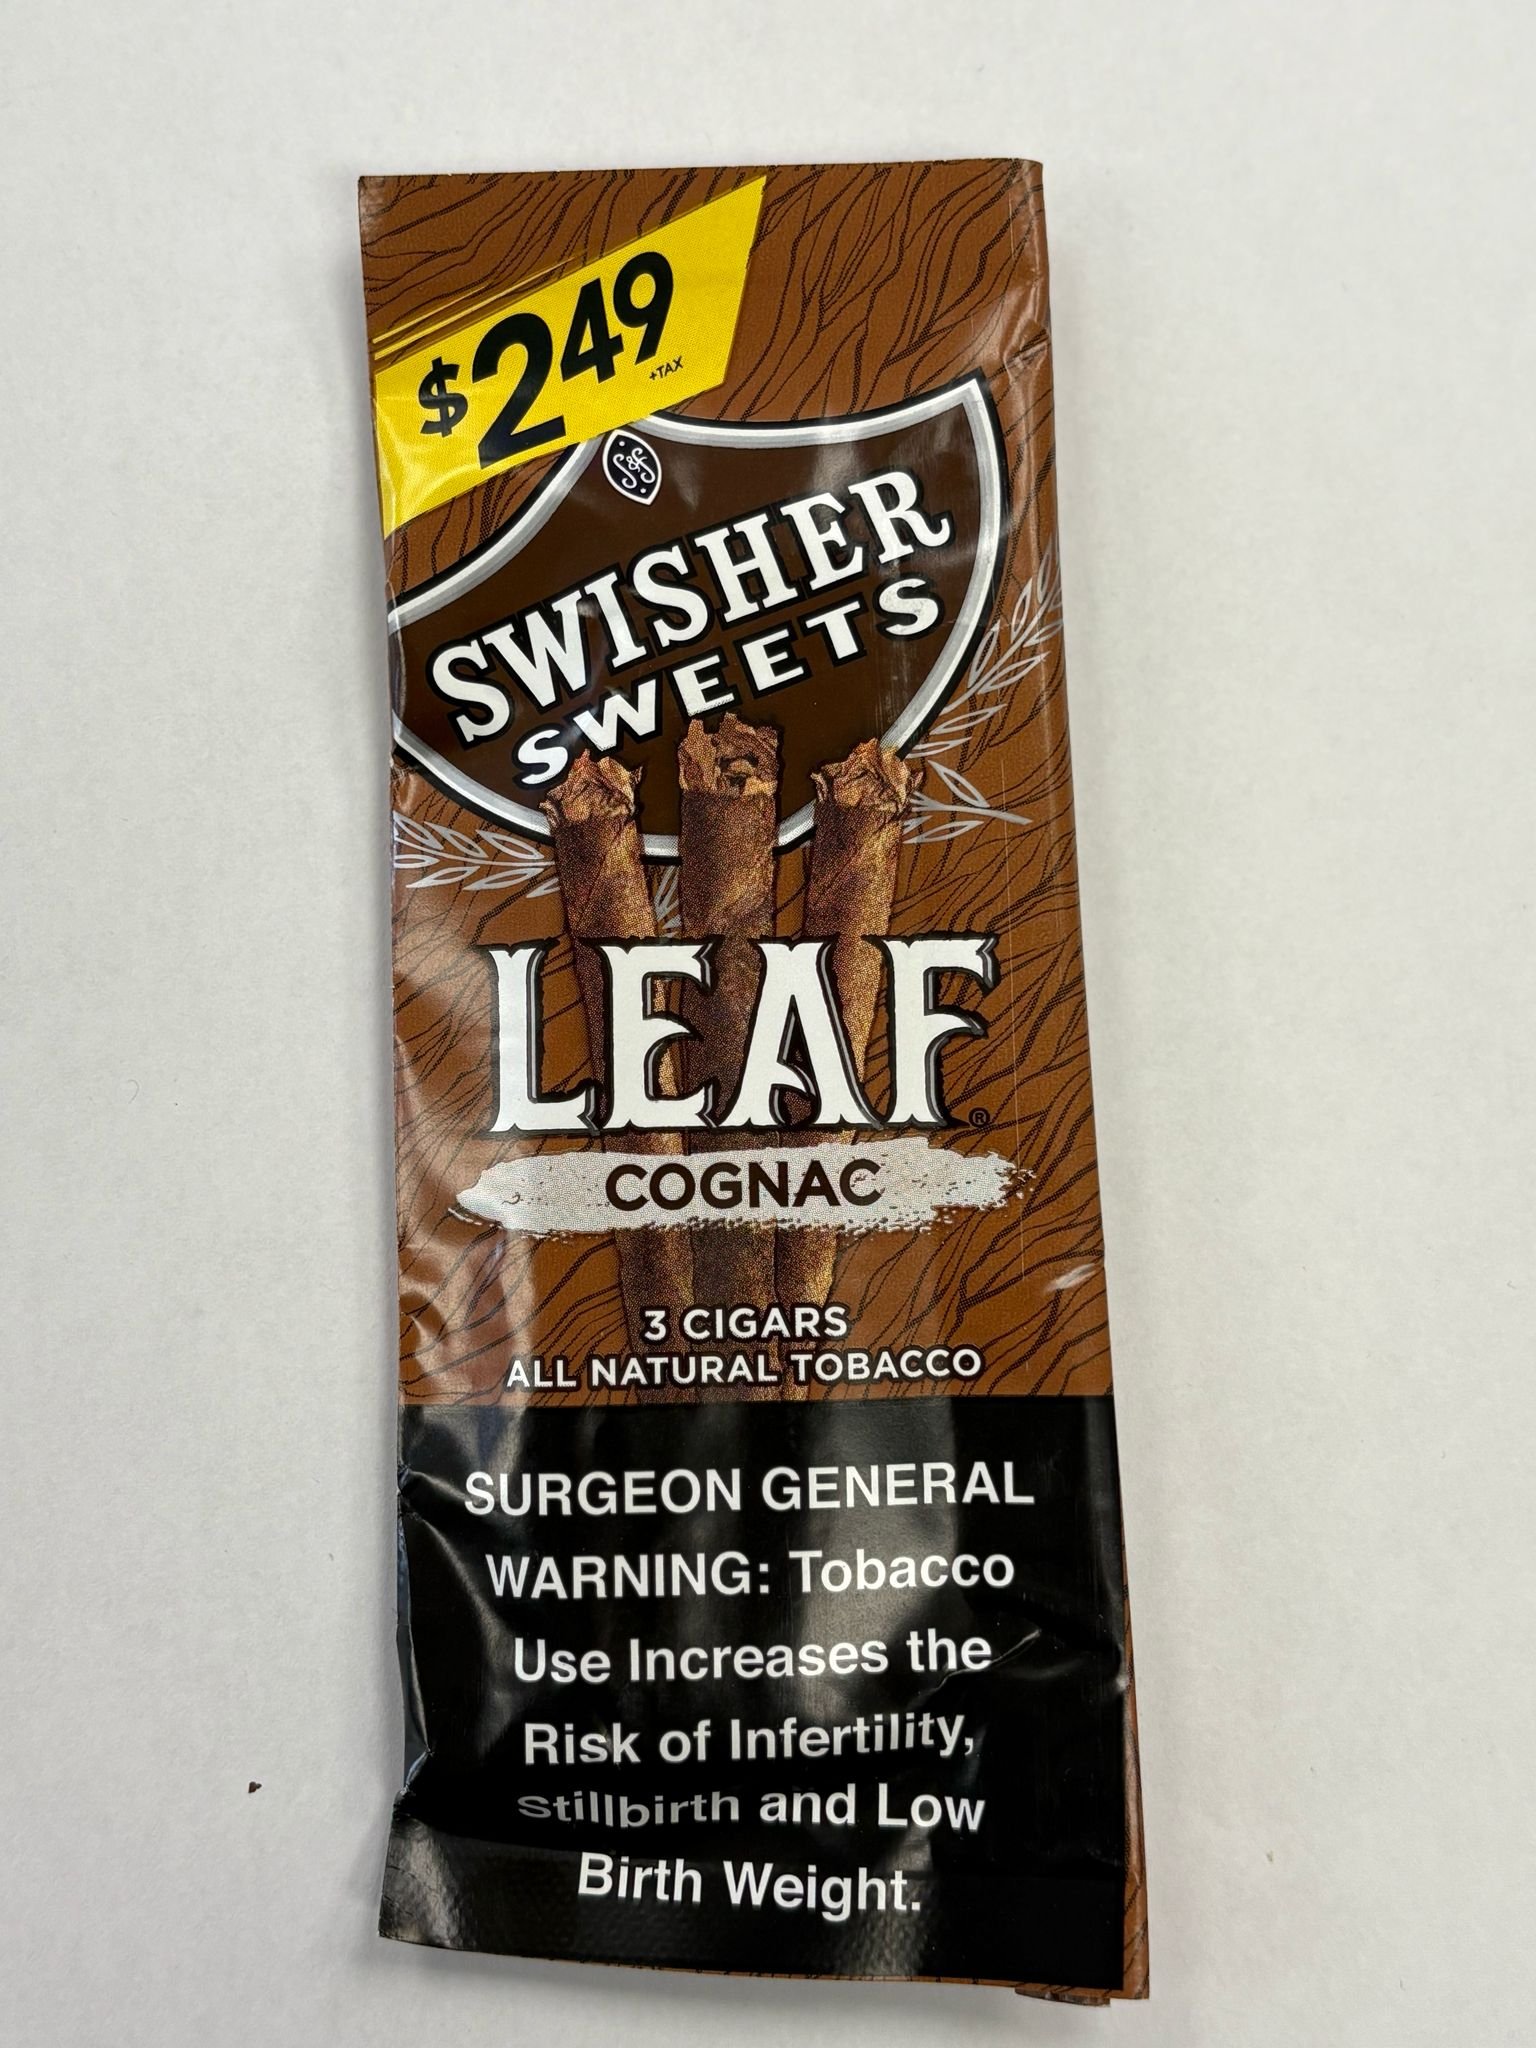 $2.49
+TAX
S&S
SWISHER
SWEETS
LEAF®
COGNAC
3 CIGARS
ALL NATURAL TOBACCO
SURGEON GENERAL
WARNING: Tobacco
Use Increases the
Risk of Infertility,
Stillbirth and Low
Birth Weight.